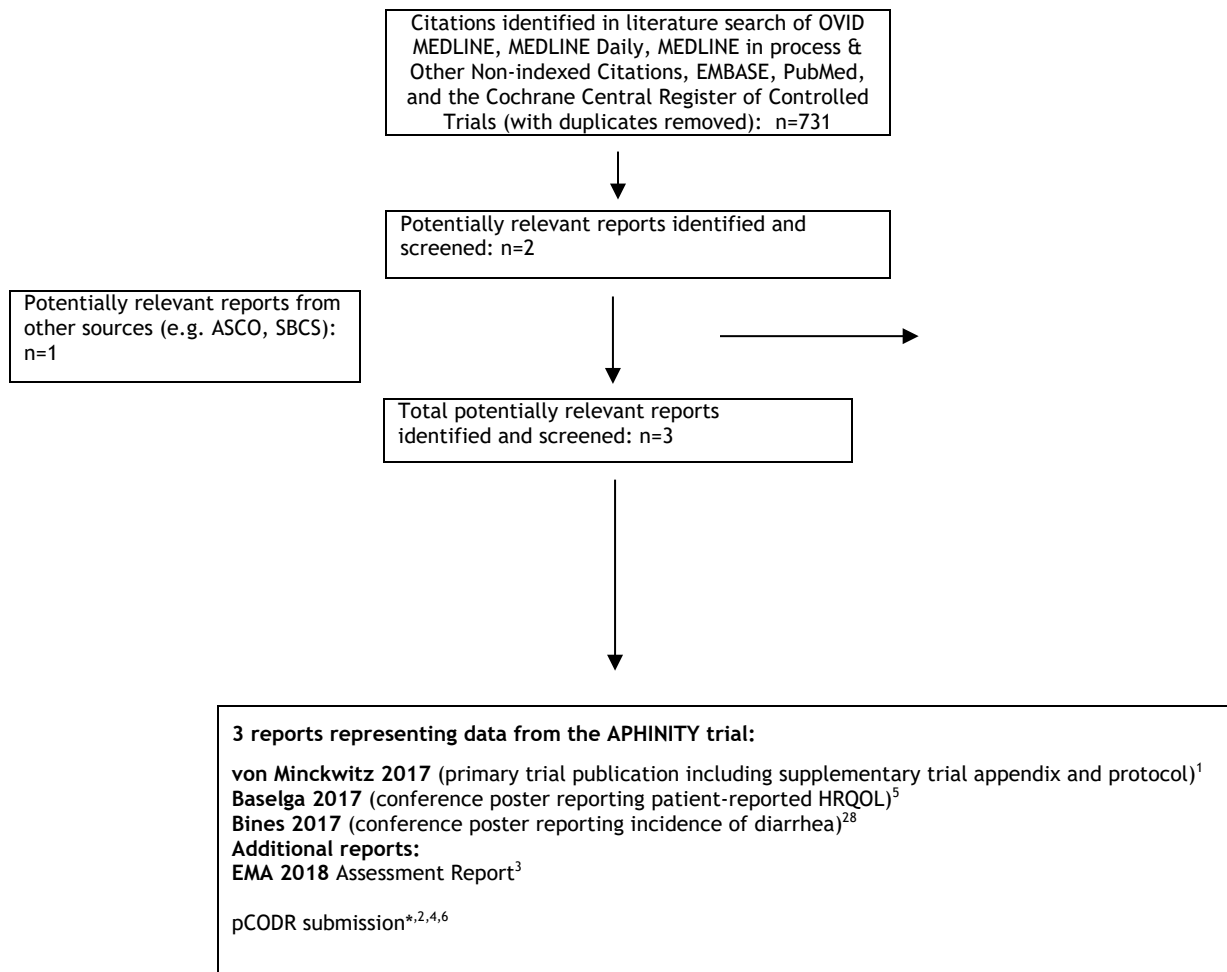 Citations identified in literature search of OVID
MEDLINE, MEDLINE Daily, MEDLINE in process &
Other Non-indexed Citations, EMBASE, PubMed,
and the Cochrane Central Register of Controlled
Trials (with duplicates removed): n=731
Potentially relevant reports identified and
screened: n=2
Potentially relevant reports from
other sources (e.g. ASCO, SBCS):
n=1
Total potentially relevant reports
identified and screened: n=3
3 reports representing data from the APHINITY trial:
von Minckwitz 2017 (primary trial publication including supplementary trial appendix and protocol)1
Baselga 2017 (conference poster reporting patient-reported HRQOL)5
Bines 2017 (conference poster reporting incidence of diarrhea)28
Additional reports:
EMA 2018 Assessment Report3
pCODR submission*,2,4,6